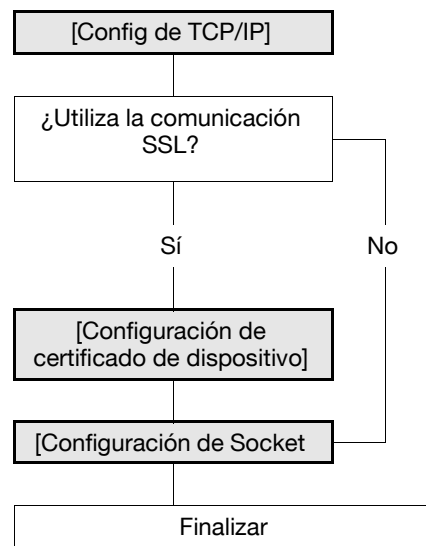 [Config de TCP/IP]
¿Utiliza la comunicación
SSL?
Sí
No
[Configuración de
certificado de dispositivo]
[Configuración de Socket
Finalizar